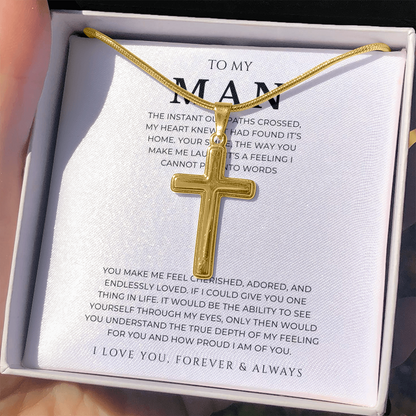 TO MY
MAN
THE INSTANT OUR PATHS CROSSED,
MY HEART KNEW HAD FOUND IT'S
HOME. YOUR THE WAY YOU
MAKE ME IT'S A FEELING I
CANNOT INTO WORDS
YOU MAKE ME FEEL CHERISHED, ADORED, AND
ENDLESSLY LOVED. IF I COULD GIVE YOU ONE
THING IN LIFE. IT WOULD BE THE ABILITY TO SEE
YOURSELF THROUGH MY EYES, ONLY THEN WOULD
YOU UNDERSTAND THE TRUE DEPTH OF MY FEELING
FOR YOU AND HOW PROUD I AM OF YOU.
I LOVE YOU, FOREVER & ALWAYS